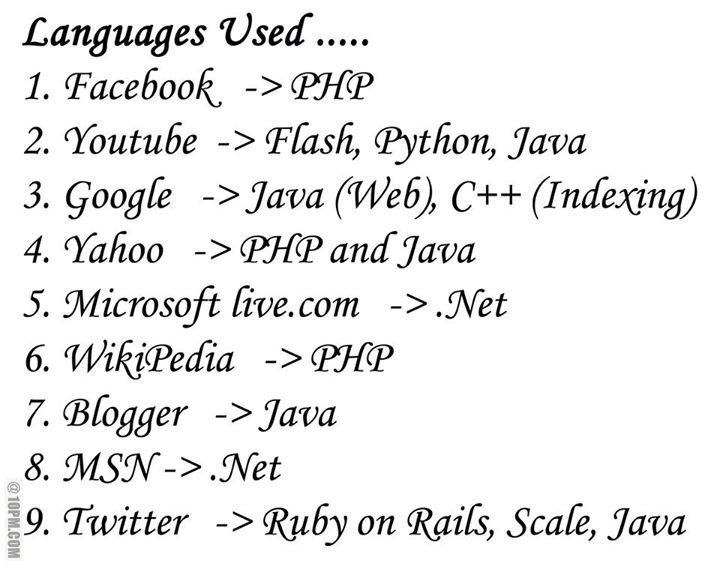 Languages Used .....
1. Facebook -> PHP
2. Youtube -> Flash, Python, Java
3. Google -> Java (Web), C++ (Indexing)
4. Yahoo -> PHP and Java
5. Microsoft live.com -> .Net
6. WikiPedia -> PHP
7. Blogger -> Java
8. MSN -> .Net
9. Twitter -> Ruby on Rails, Scale, Java
@10PM.COM